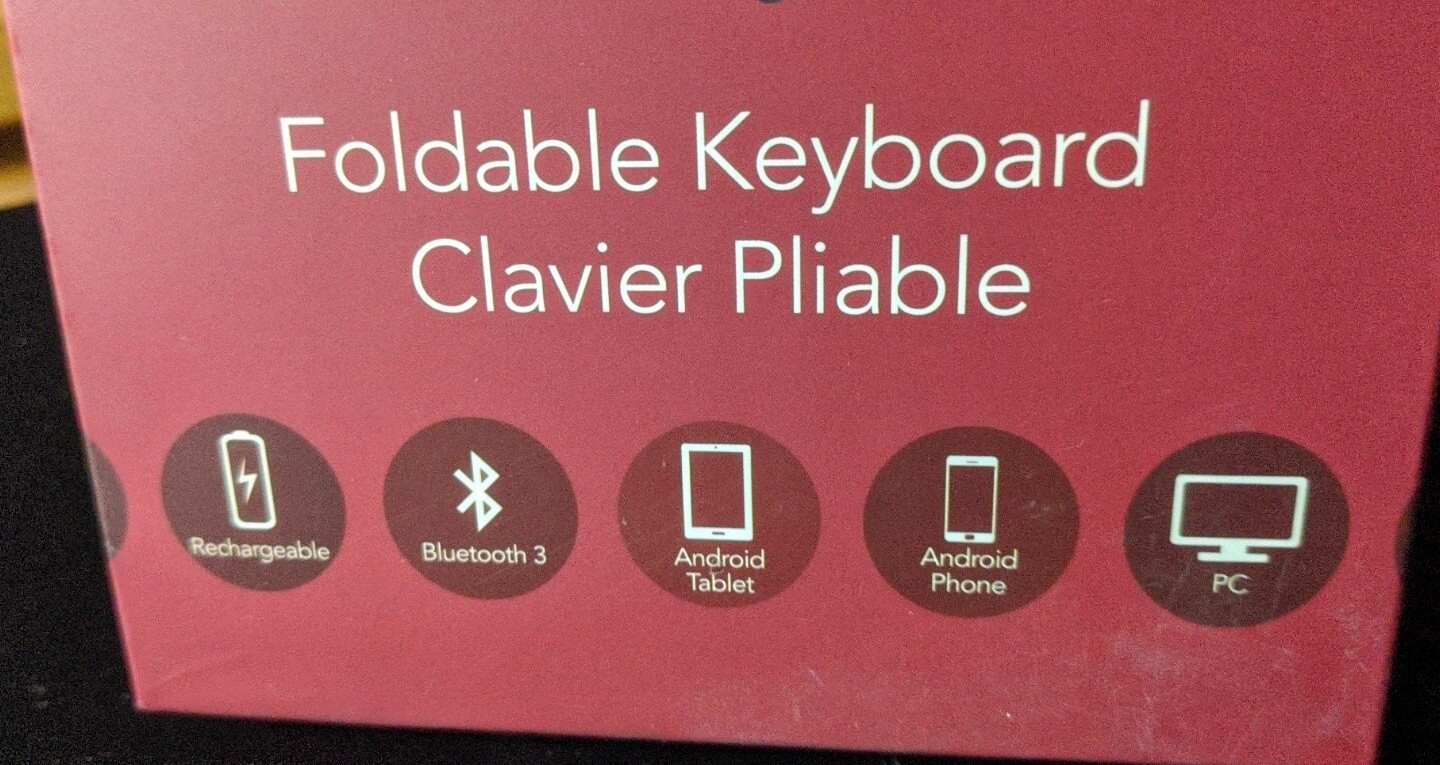 Foldable Keyboard
Clavier Pliable
Rechargeable
Bluetooth 3
Android
Tablet
Android
Phone
PC